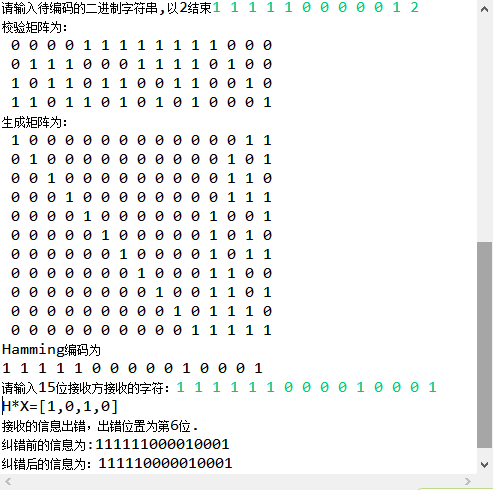 请输入待编码的二进制字符串,以2结束1 1 1 1 1 0 0 0 0 0 1 2
校验矩阵为:
0 0 0 0 1 1 1 1 1 1 1 1 0 0 0
0 1 1 1 0 0 0 1 1 1 1 0 1 0 0
1 0 1 1 0 1 1 0 0 1 1 0 0 1 0
1 1 0 1 1 0 1 0 1 0 1 0 0 0 1
生成矩阵为:
1 0 0 0 0 0 0 0 0 0 0 0 0 1 1
0 1 0 0 0 0 0 0 0 0 0 0 1 0 1
0 0 1 0 0 0 0 0 0 0 0 0 1 1 0
0 0 0 1 0 0 0 0 0 0 0 0 1 1 1
0 0 0 0 1 0 0 0 0 0 0 1 0 0 1
0 0 0 0 0 1 0 0 0 0 0 1 0 1 0
0 0 0 0 0 0 1 0 0 0 0 1 0 1 1
0 0 0 0 0 0 0 1 0 0 0 1 1 0 0
0 0 0 0 0 0 0 0 1 0 0 1 1 0 1
0 0 0 0 0 0 0 0 0 1 0 1 1 1 0
0 0 0 0 0 0 0 0 0 0 1 1 1 1 1
Hamming编码为
1 1 1 1 1 0 0 0 0 0 1 0 0 0 1
请输入15位接收方接收的字符: 1 1 1 1 1 1 0 0 0 0 1 0 0 0 1
H*X=[1,0,1,0]
接收的信息出错, 出错位置为第6位.
纠错前的信息为:111111000010001
纠错后的信息为: 111110000010001